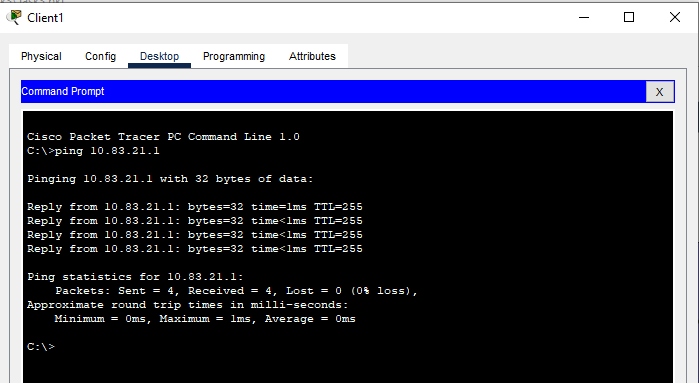 Client1
Physical Config Desktop Programming Attributes
Command Prompt X
Cisco Packet Tracer PC Command Line 1.0
C:\>ping 10.83.21.1
Pinging 10.83.21.1 with 32 bytes of data:
Reply from 10.83.21.1: bytes=32 time=1ms TTL=255
Reply from 10.83.21.1: bytes=32 time<1ms TTL=255
Reply from 10.83.21.1: bytes=32 time<1ms TTL=255
Reply from 10.83.21.1: bytes=32 time<1ms TTL=255
Ping statistics for 10.83.21.1:
Packets: Sent = 4, Received = 4, Lost = 0 (0% loss),
Approximate round trip times in milli-seconds:
Minimum = 0ms, Maximum = 1ms, Average = 0ms
C:\>